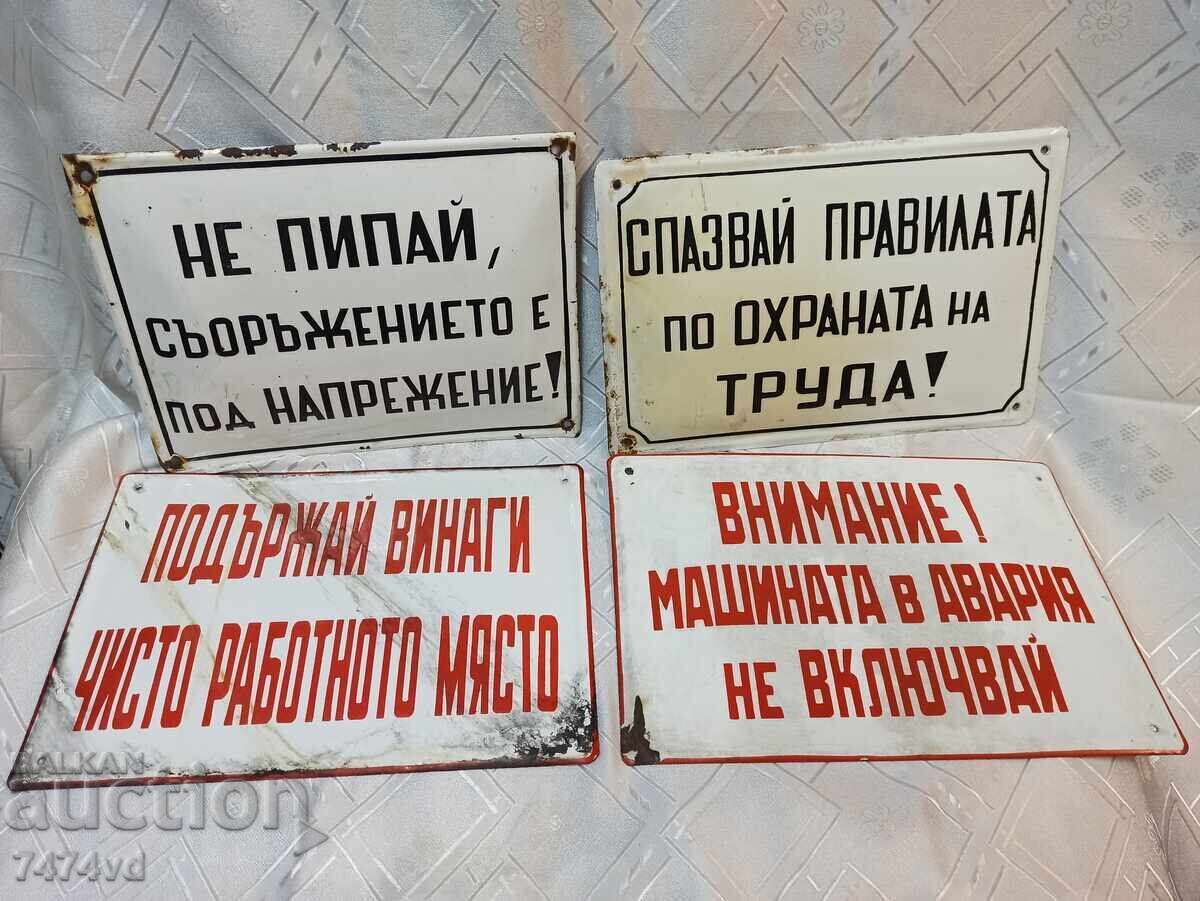 НЕ ПИПАЙ,
СЪОРЪЖЕНИЕТО Е
ПОД НАПРЕЖЕНИЕ!
СПАЗВАЙ ПРАВИЛАТА
ПО ОХРАНАТА НА
ТРУДА!
ПОДЪРЖАЙ ВИНАГИ
ЧИСТО РАБОТНОТО МЯСТО
ВНИМАНИЕ!
МАШИНАТА В АВАРИЯ
НЕ ВКЛЮЧВАЙ
BALKAN
auction
7474vd